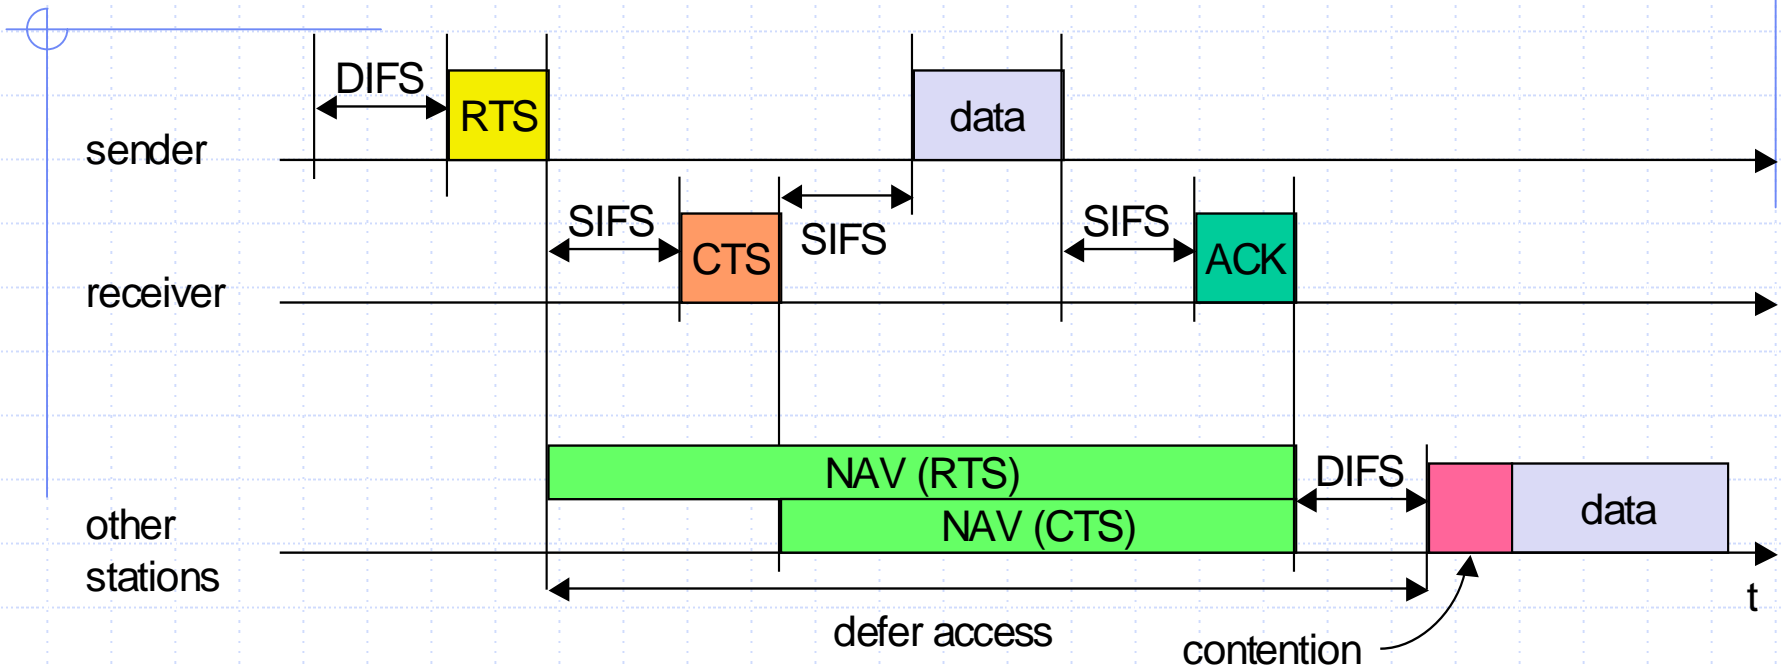 DIFS
RTS
data
sender
SIFS
CTS
SIFS
SIFS
ACK
receiver
NAV (RTS)
DIFS
NAV (CTS)
data
other
stations
t
defer access
contention